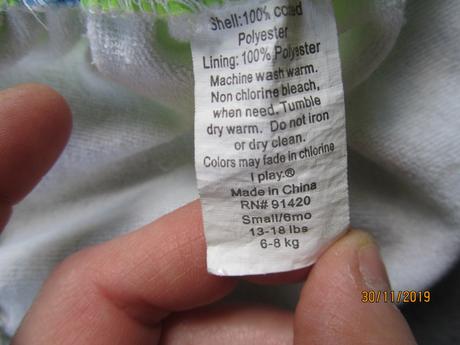 Shell:100% coted
Polyester
Lining: 100% Polyester
Machine wash warm.
Non chlorine bleach,
when need. Tumble
dry warm. Do not iron
or dry clean.
Colors may fade in chlorine
I play.®
Made in China
RN# 91420
Small/6mo
13-18 lbs
6-8 kg
30/11/2019